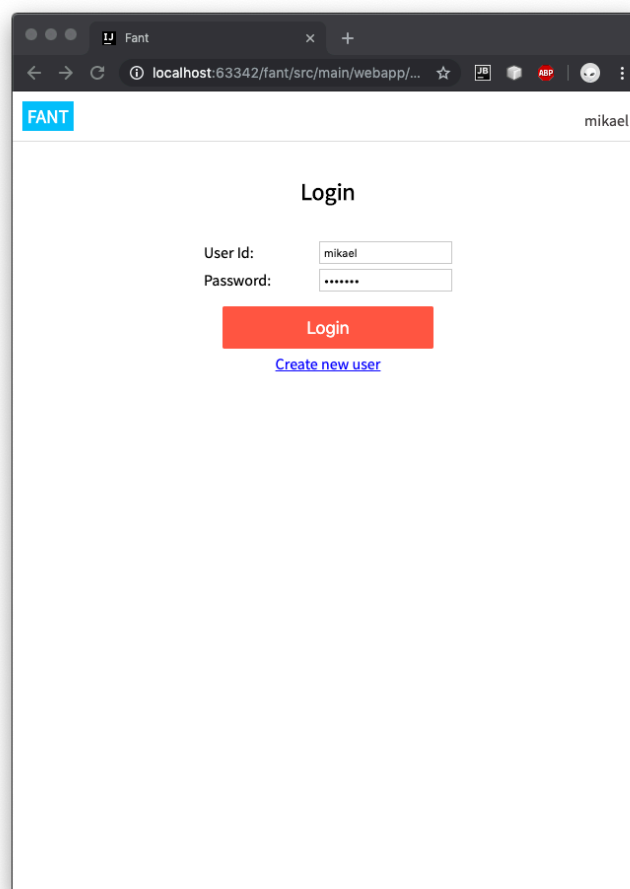 IJ Fant
localhost:63342/fant/src/main/webapp/... JB ABP
FANT mikael
Login
User Id: mikael
Password: •••••••
Login
Create new user